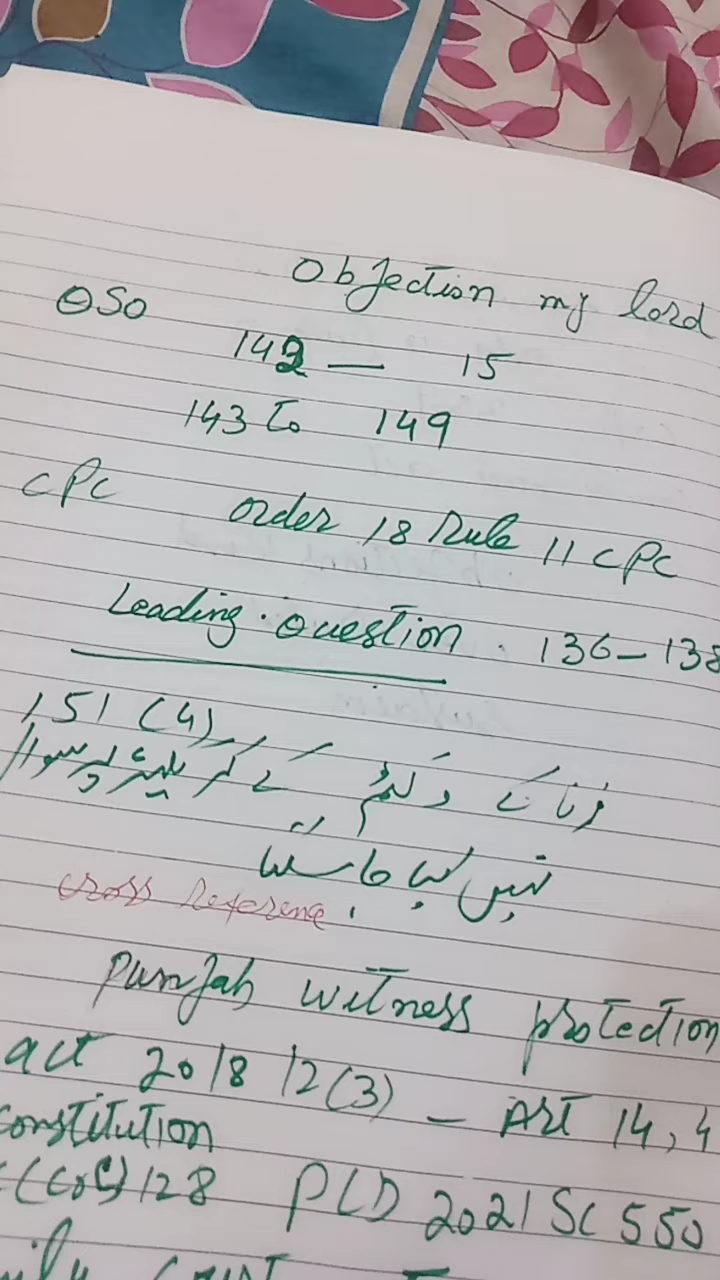 Objection my lord
QSO
142 — 15
143 to 149
CPC order 18 Rule 11 CPC
Leading Question . 136-138
151 (4)
زنا کے کے کریکٹر پر سوال
نہیں کیا جا سکتا
Cross Reference.
Punjab witness protection
act 2018 12(3) — ART 14, 4
constitution
128 PLD 2021 SC 550